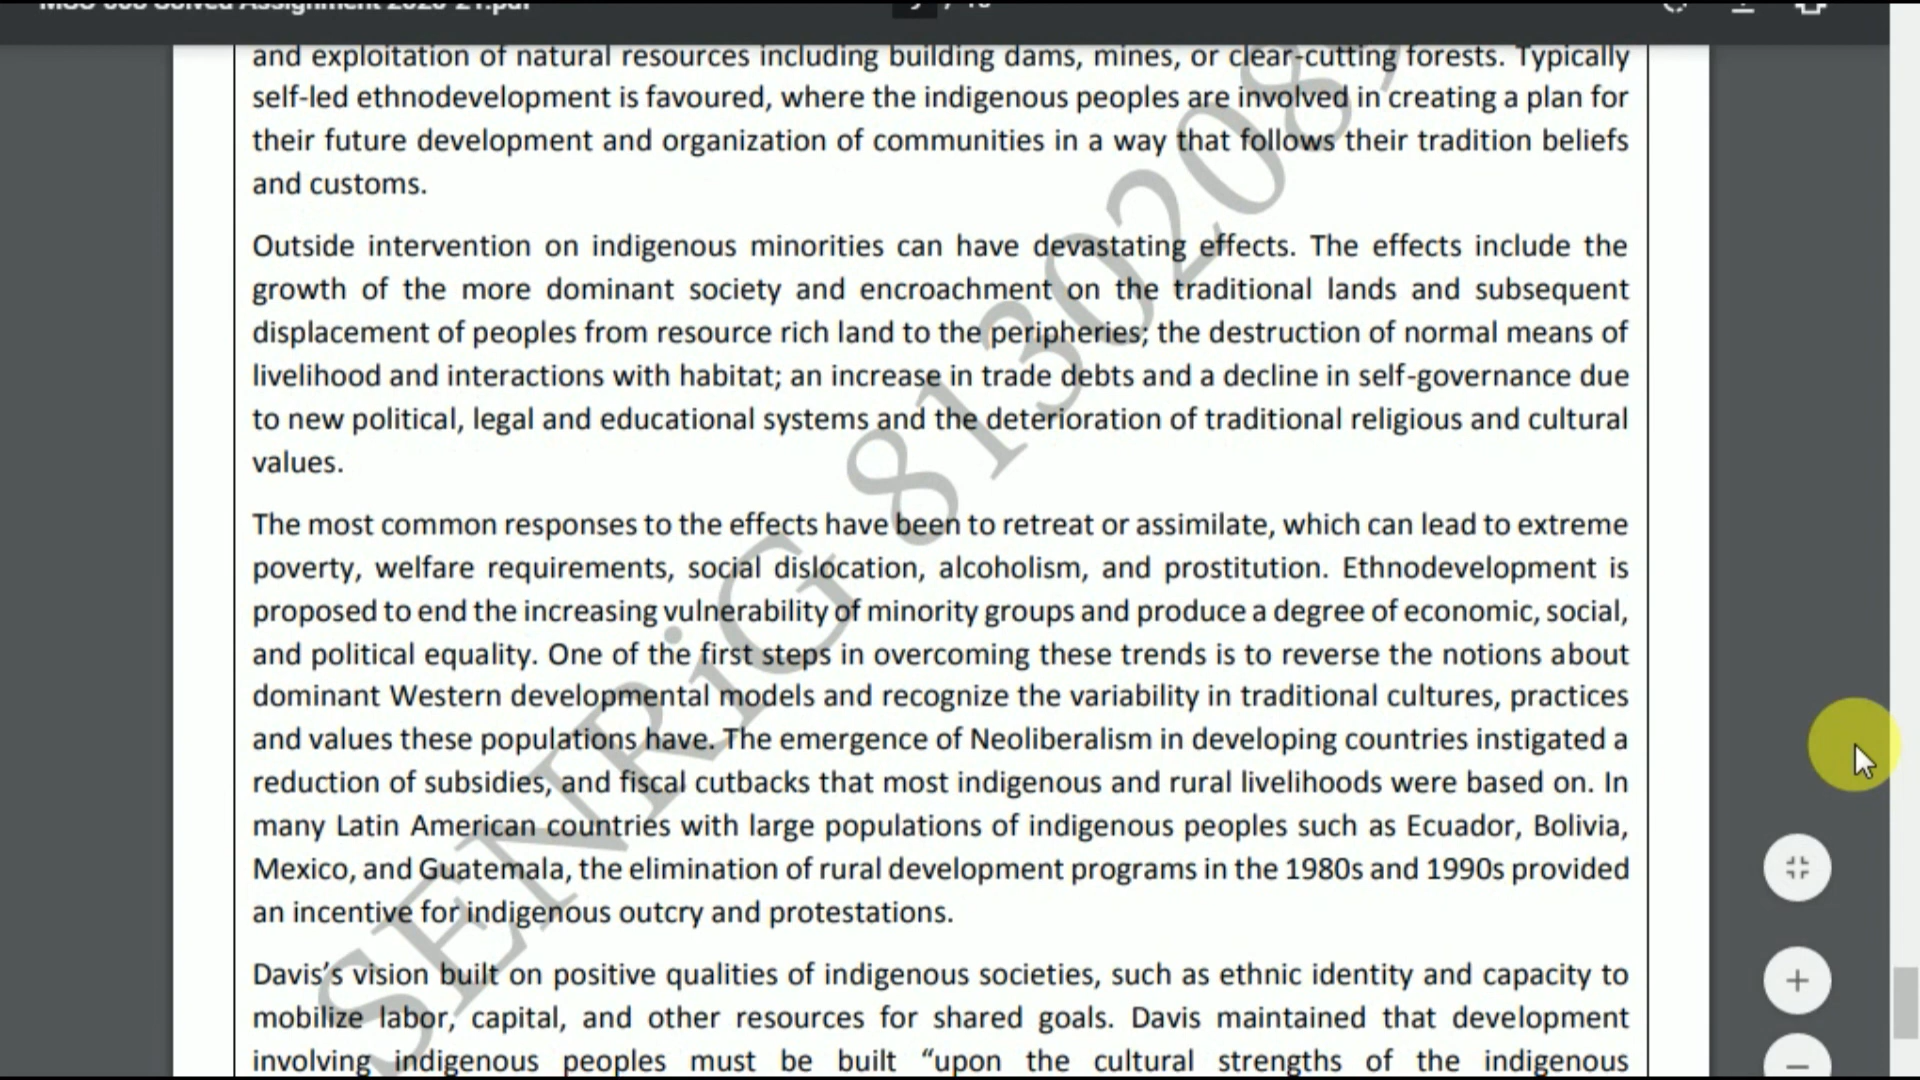 and exploitation of natural resources including building dams, mines, or clear-cutting forests. Typically
self-led ethnodevelopment is favoured, where the indigenous peoples are involved in creating a plan for
their future development and organization of communities in a way that follows their tradition beliefs
and customs.
Outside intervention on indigenous minorities can have devastating effects. The effects include the
growth of the more dominant society and encroachment on the traditional lands and subsequent
displacement of peoples from resource rich land to the peripheries; the destruction of normal means of
livelihood and interactions with habitat; an increase in trade debts and a decline in self-governance due
to new political, legal and educational systems and the deterioration of traditional religious and cultural
values.
The most common responses to the effects have been to retreat or assimilate, which can lead to extreme
poverty, welfare requirements, social dislocation, alcoholism, and prostitution. Ethnodevelopment is
proposed to end the increasing vulnerability of minority groups and produce a degree of economic, social,
and political equality. One of the first steps in overcoming these trends is to reverse the notions about
dominant Western developmental models and recognize the variability in traditional cultures, practices
and values these populations have. The emergence of Neoliberalism in developing countries instigated a
reduction of subsidies, and fiscal cutbacks that most indigenous and rural livelihoods were based on. In
many Latin American countries with large populations of indigenous peoples such as Ecuador, Bolivia,
Mexico, and Guatemala, the elimination of rural development programs in the 1980s and 1990s provided
an incentive for indigenous outcry and protestations.
Davis's vision built on positive qualities of indigenous societies, such as ethnic identity and capacity to
mobilize labor, capital, and other resources for shared goals. Davis maintained that development
involving indigenous peoples must be built “upon the cultural strengths of the indigenous
SENRiG 8130208